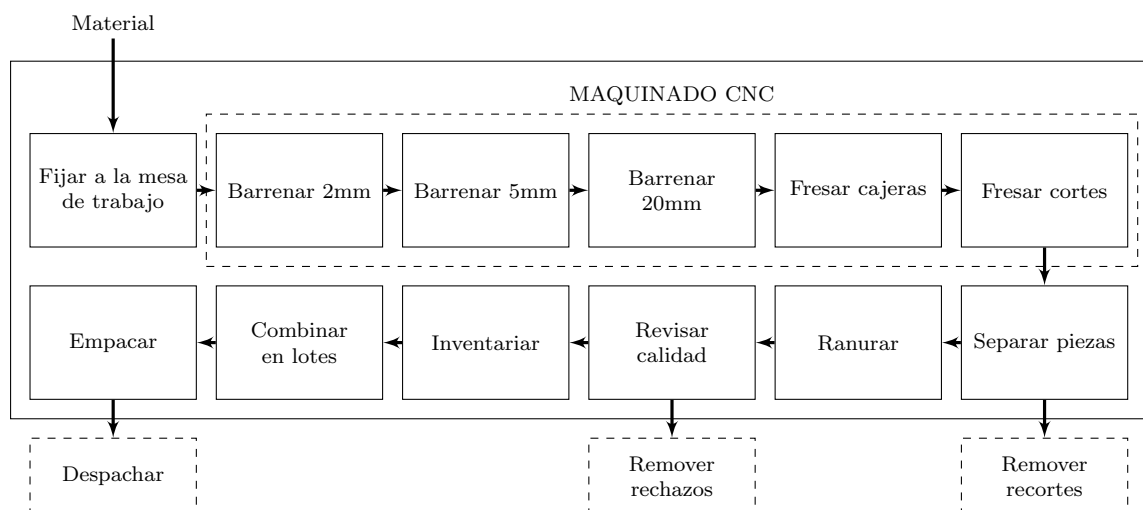 Material
MAQUINADO CNC
Fijar a la mesa
de trabajo
Barrenar 2mm
Barrenar 5mm
Barrenar
20mm
Fresar cajeras
Fresar cortes
Empacar
Combinar
en lotes
Inventariar
Revisar
calidad
Ranurar
Separar piezas
Despachar
Remover
rechazos
Remover
recortes